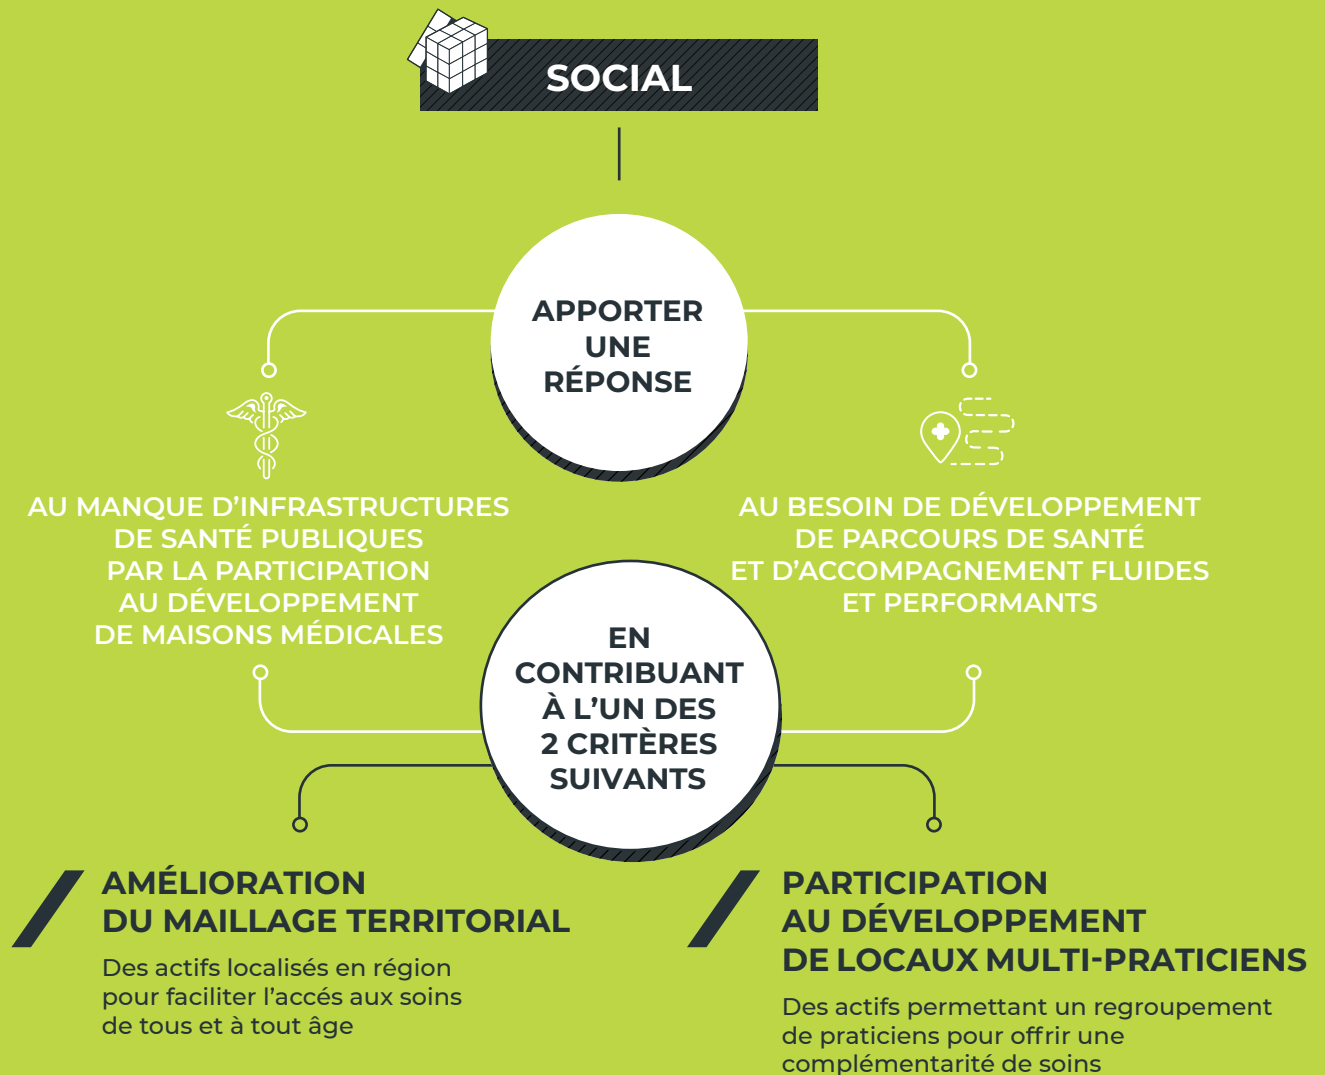 SOCIAL
APPORTER
UNE
RÉPONSE
AU MANQUE D’INFRASTRUCTURES
DE SANTÉ PUBLIQUES
PAR LA PARTICIPATION
AU DÉVELOPPEMENT
DE MAISONS MÉDICALES
AU BESOIN DE DÉVELOPPEMENT
DE PARCOURS DE SANTÉ
ET D’ACCOMPAGNEMENT FLUIDES
ET PERFORMANTS
EN
CONTRIBUANT
À L’UN DES
2 CRITÈRES
SUIVANTS
AMÉLIORATION
DU MAILLAGE TERRITORIAL
Des actifs localisés en région
pour faciliter l’accés aux soins
de tous et à tout âge
PARTICIPATION
AU DÉVELOPPEMENT
DE LOCAUX MULTI-PRATICIENS
Des actifs permettant un regroupement
de praticiens pour offrir une
complémentarité de soins